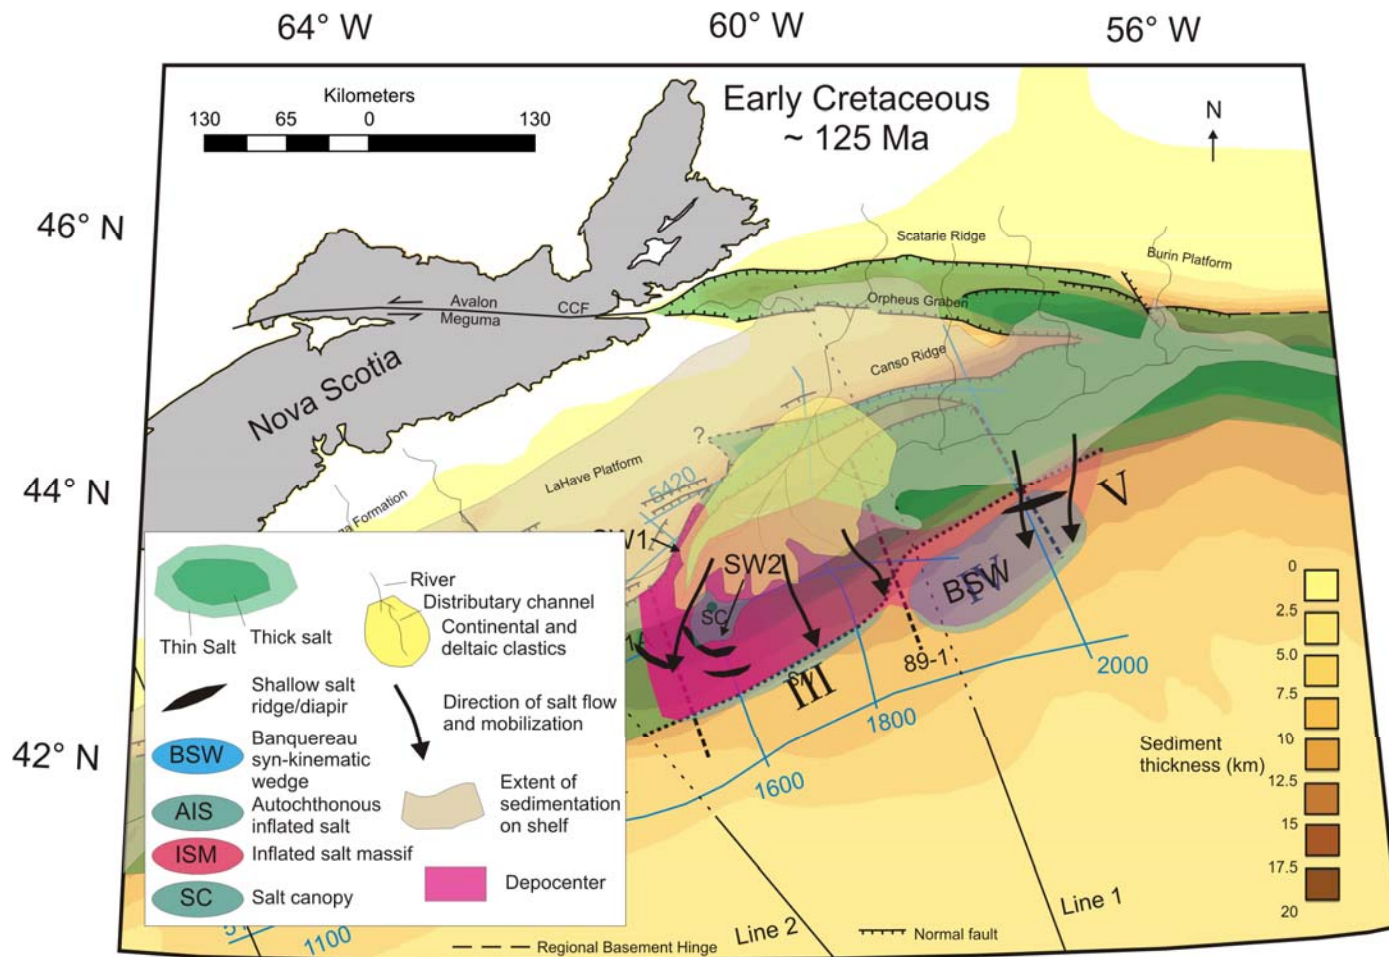 64° W
60° W
56° W
Kilometers
130 65 0 130
Early Cretaceous
~ 125 Ma
N
46° N
Scatarie Ridge
Burin Platform
Avalon
CCF
Orpheus Graben
Meguma
Canso Ridge
Nova Scotia
?
LaHave Platform
5420
44° N
Formation
V
SW2
BSW
IV
SC
III
89-1
2000
1800
1600
42° N
River
Distributary channel
Continental and
deltaic clastics
Thin Salt
Thick salt
Shallow salt
ridge/diapir
Direction of salt flow
and mobilization
BSW
Banquereau
syn-kinematic
wedge
AIS
Autochthonous
inflated salt
Extent of
sedimentation
on shelf
ISM
Inflated salt massif
SC
Salt canopy
Depocenter
Sediment
thickness (km)
0
2.5
5.0
7.5
10
12.5
15
17.5
20
1100
Regional Basement Hinge
Line 2
Normal fault
Line 1